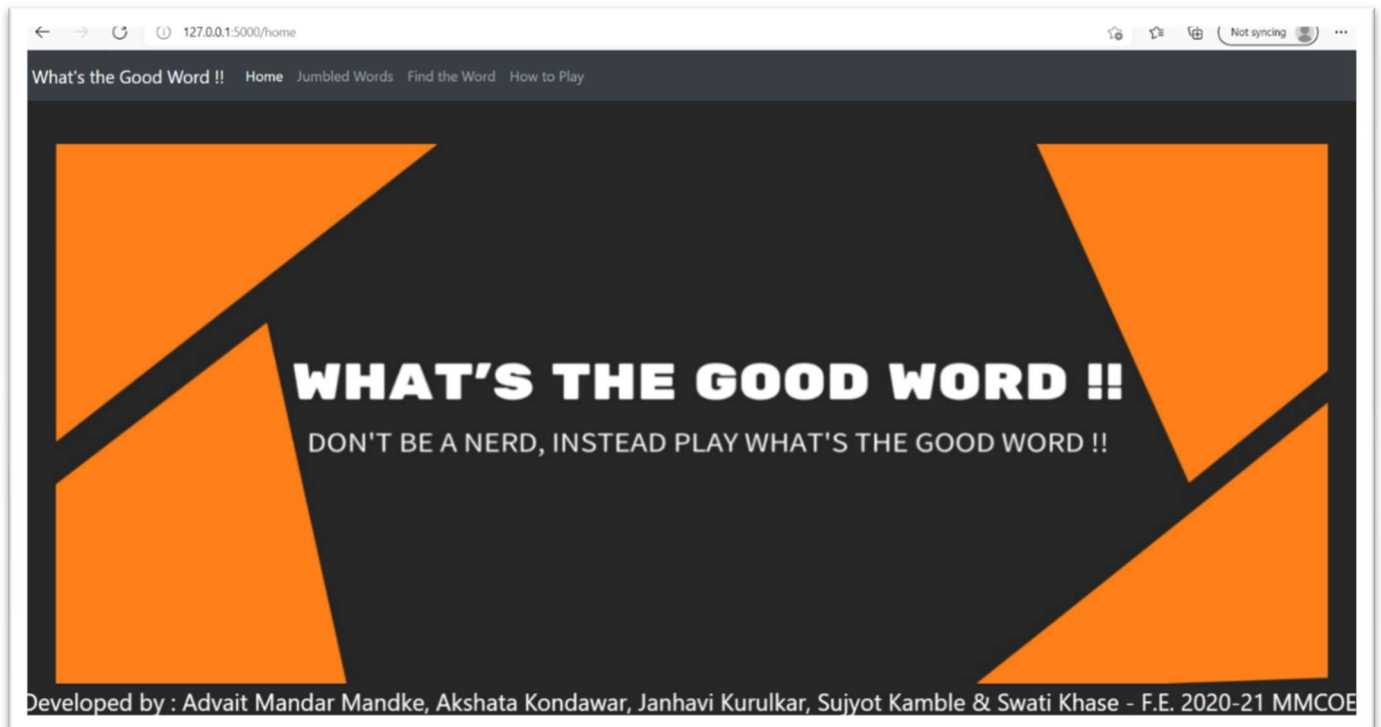 127.0.0.1:5000/home
Not syncing
What's the Good Word !! Home Jumbled Words Find the Word How to Play
WHAT'S THE GOOD WORD !!
DON'T BE A NERD, INSTEAD PLAY WHAT'S THE GOOD WORD !!
Developed by : Advait Mandar Mandke, Akshata Kondawar, Janhavi Kurulkar, Sujyot Kamble & Swati Khase - F.E. 2020-21 MMCOE